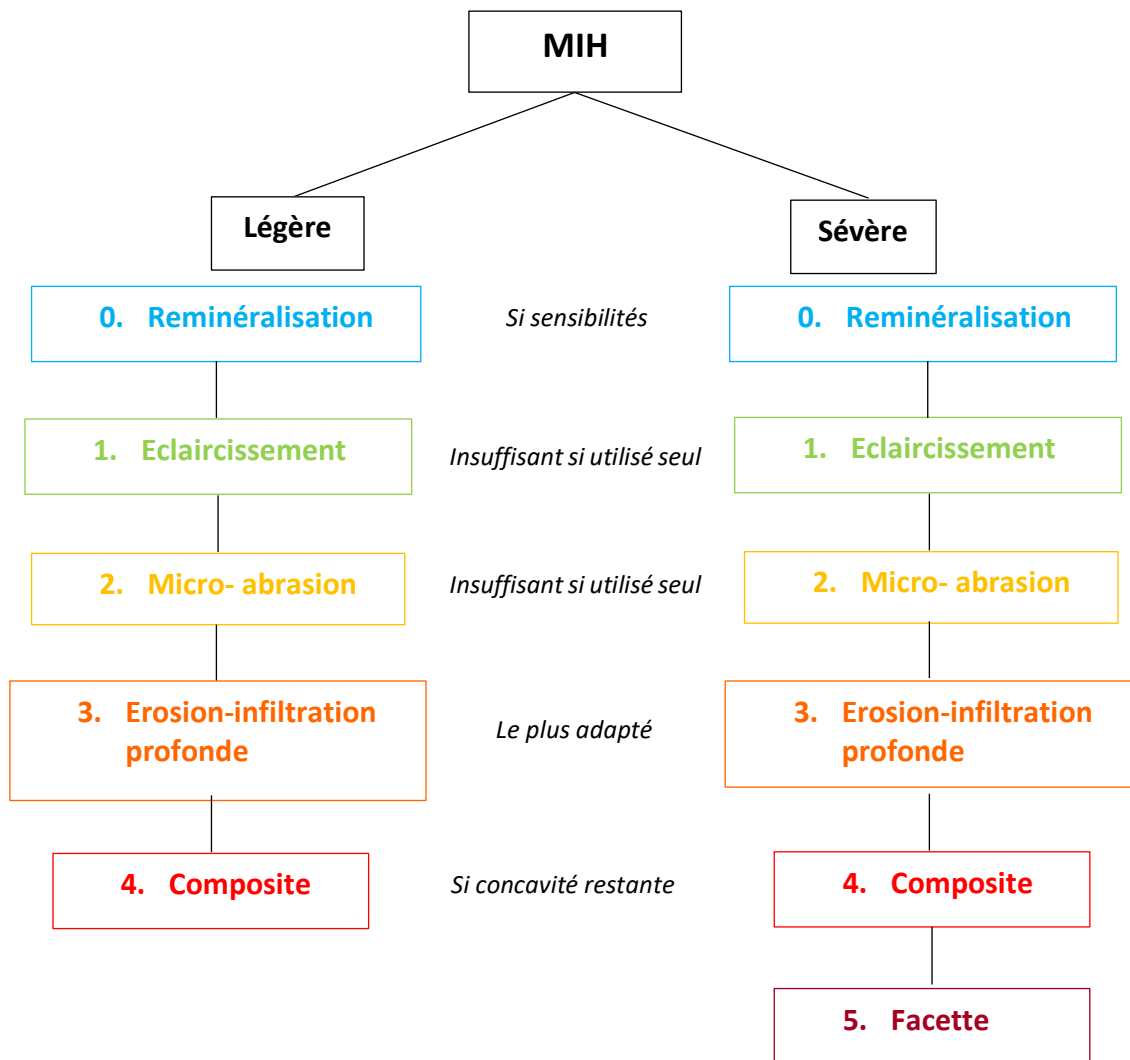 MIH
Légère
Sévère
0. Reminéralisation
Si sensibilités
0. Reminéralisation
1. Eclaircissement
Insuffisant si utilisé seul
1. Eclaircissement
2. Micro- abrasion
Insuffisant si utilisé seul
2. Micro- abrasion
3. Erosion-infiltration
profonde
Le plus adapté
3. Erosion-infiltration
profonde
4. Composite
Si concavité restante
4. Composite
5. Facette